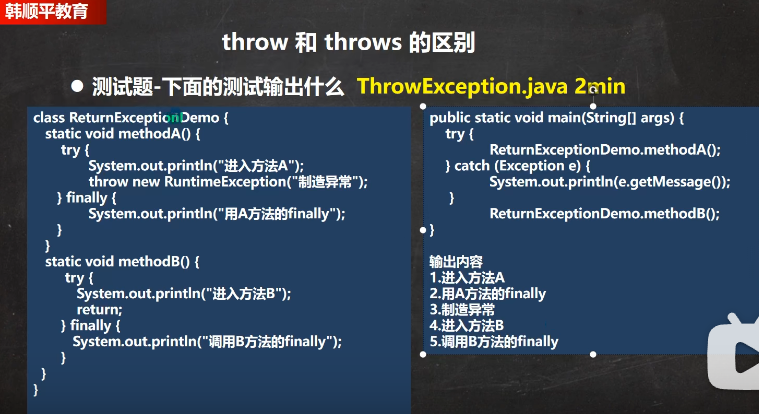 韩顺平教育
throw 和 throws 的区别
● 测试题-下面的测试输出什么 ThrowException.java 2min
class ReturnExceptionDemo {
static void methodA() {
try {
System.out.println("进入方法A");
throw new RuntimeException("制造异常");
} finally {
System.out.println("用A方法的finally");
}
}
static void methodB() {
try {
System.out.println("进入方法B");
return;
} finally {
System.out.println("调用B方法的finally");
}
}
}
public static void main(String[] args) {
try {
ReturnExceptionDemo.methodA();
} catch (Exception e) {
System.out.println(e.getMessage());
}
ReturnExceptionDemo.methodB();
}
输出内容
1.进入方法A
2.用A方法的finally
3.制造异常
4.进入方法B
5.调用B方法的finally